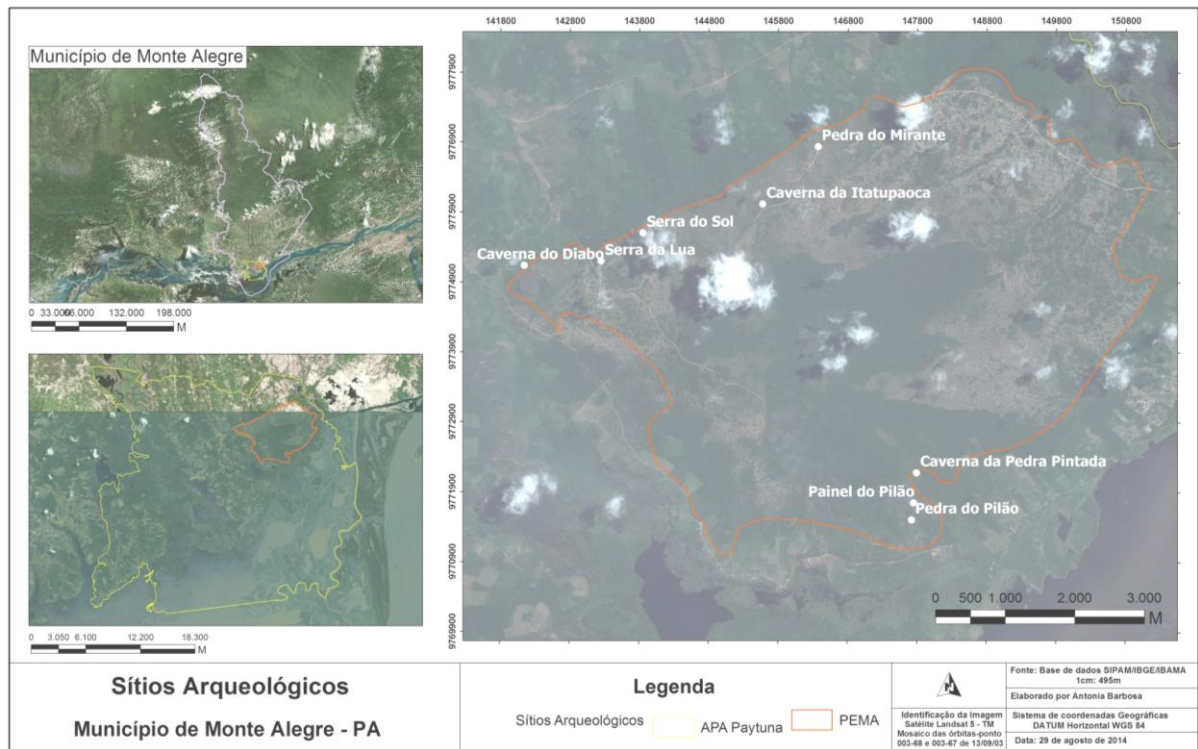 Município de Monte Alegre
0 33.000 66.000 132.000 198.000
M
0 3.050 6.100 12.200 18.300
M
141800 142800 143800 144800 145800 146800 147800 148800 149800 150800
9777900
9776900
9775900
9774900
9773900
9772900
9771900
9770900
9769900
Pedra do Mirante
Caverna da Itatupaoca
Serra do Sol
Caverna do Diabo
Serra da Lua
Caverna da Pedra Pintada
Painel do Pilão
Pedra do Pilão
0 500 1.000 2.000 3.000
M
Sítios Arqueológicos
Município de Monte Alegre - PA
Legenda
Sítios Arqueológicos APA Paytuna PEMA
Identificação da Imagem
Satélite Landsat 5 - TM
Mosaico das órbitas-ponto
003-68 e 003-67 de 13/09/03
Fonte: Base de dados SIPAM/IBGE/IBAMA
1cm: 495m
Elaborado por Antonia Barbosa
Sistema de coordenadas Geográficas
DATUM Horizontal WGS 84
Data: 29 de agosto de 2014